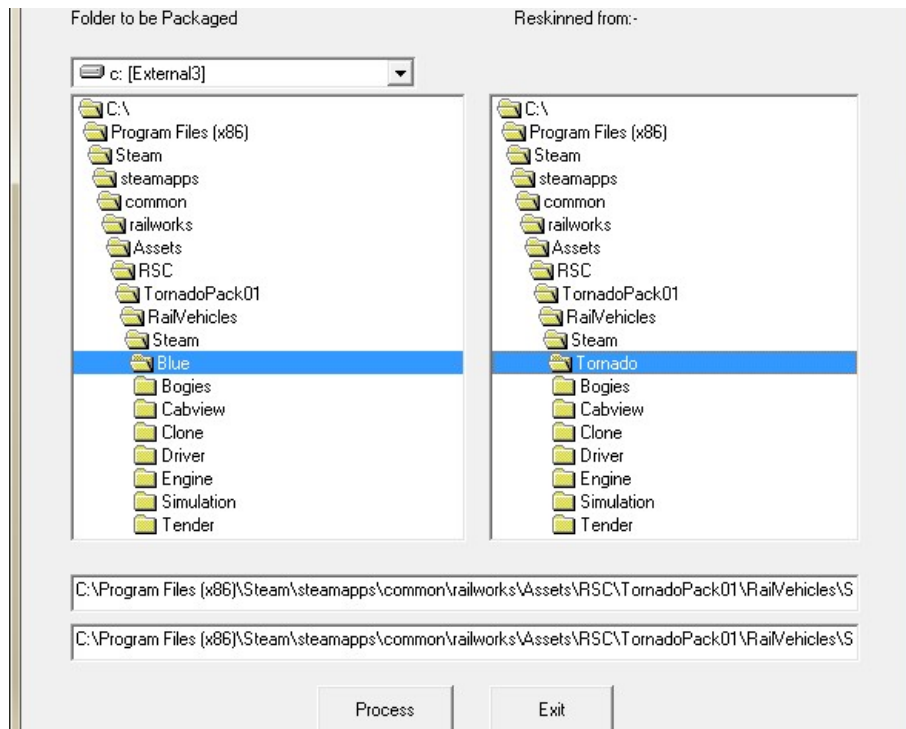 Folder to be Packaged
Reskinned from:-
c: [External3]
C:\
Program Files (x86)
Steam
steamapps
common
railworks
Assets
RSC
TornadoPack01
RailVehicles
Steam
Blue
Bogies
Cabview
Clone
Driver
Engine
Simulation
Tender
C:\
Program Files (x86)
Steam
steamapps
common
railworks
Assets
RSC
TornadoPack01
RailVehicles
Steam
Tornado
Bogies
Cabview
Clone
Driver
Engine
Simulation
Tender
C:\Program Files (x86)\Steam\steamapps\common\railworks\Assets\RSC\TornadoPack01\RailVehicles\S
C:\Program Files (x86)\Steam\steamapps\common\railworks\Assets\RSC\TornadoPack01\RailVehicles\S
Process
Exit